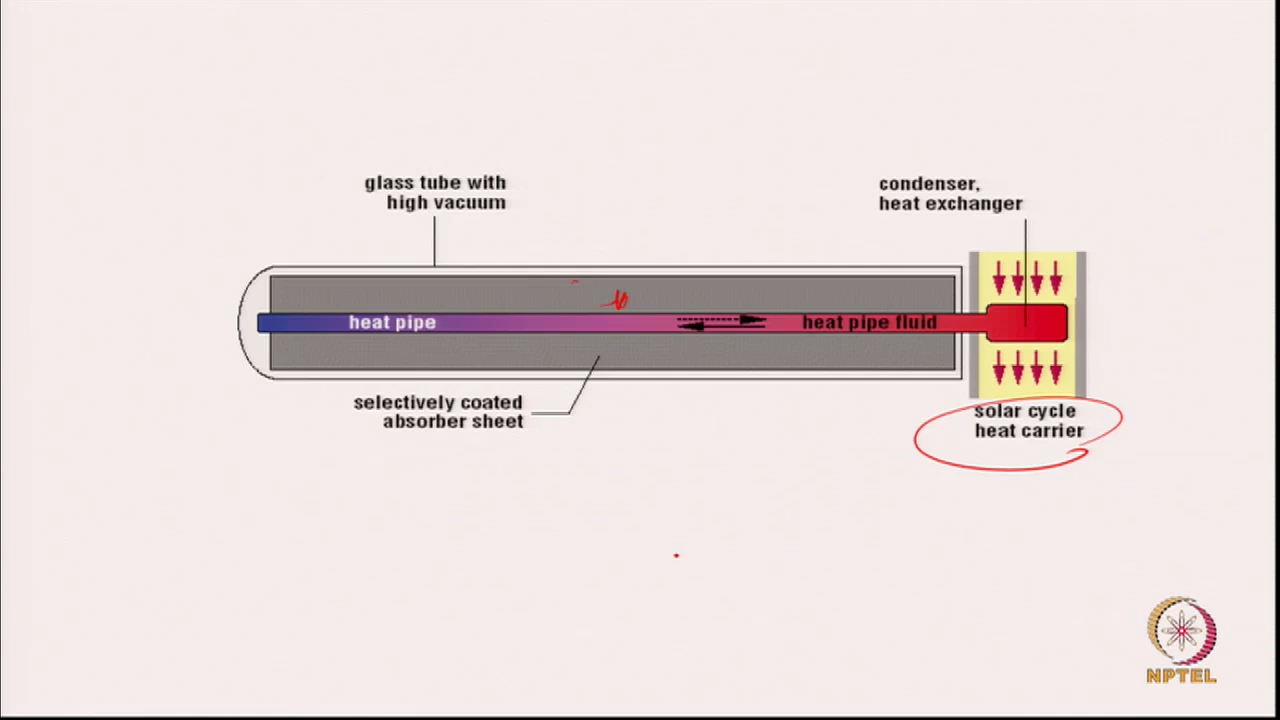 glass tube with
high vacuum
condenser,
heat exchanger
heat pipe
heat pipe fluid
selectively coated
absorber sheet
solar cycle
heat carrier
NPTEL